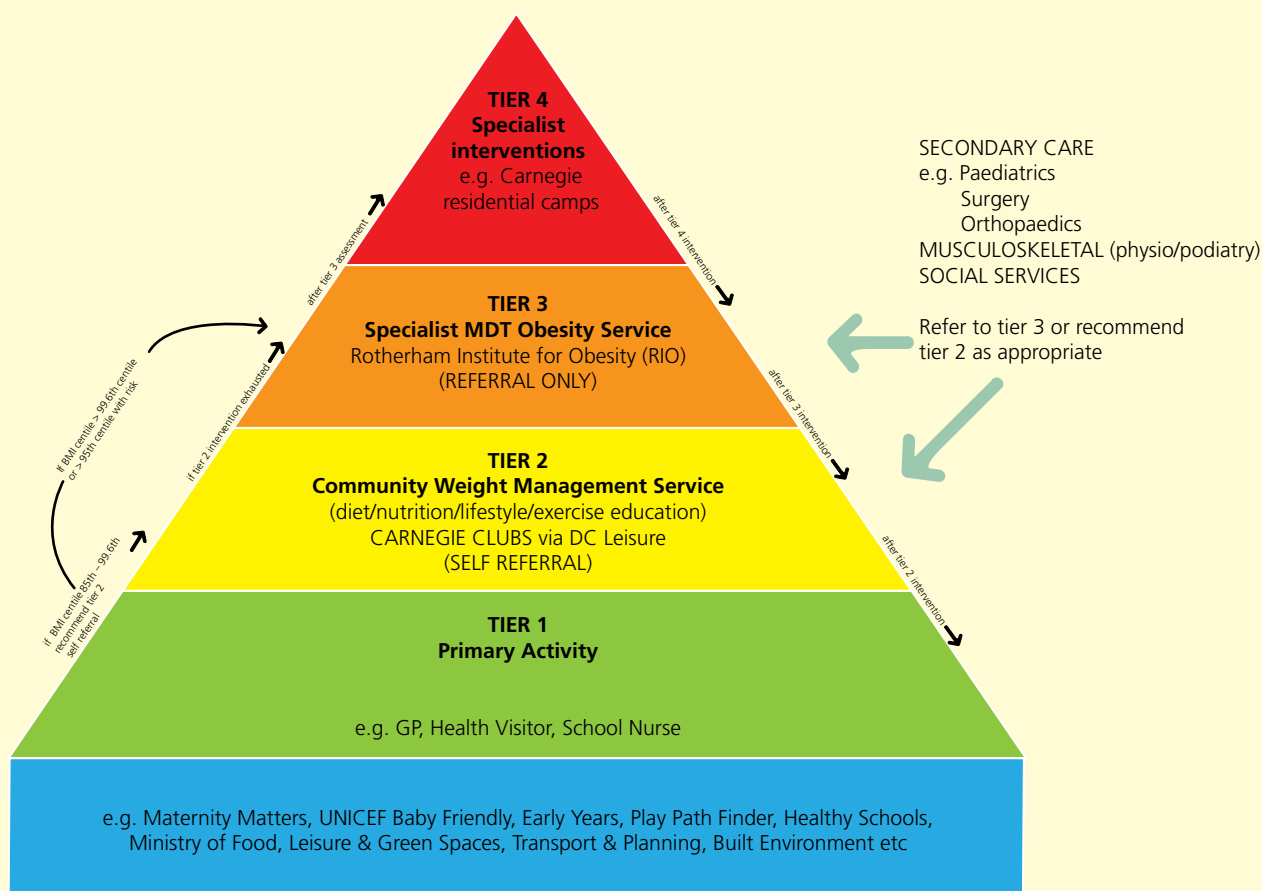 TIER 4
Specialist
interventions
e.g. Carnegie
residential camps
after tier 3 assessment
after tier 4 intervention
SECONDARY CARE
e.g. Paediatrics
Surgery
Orthopaedics
MUSCULOSKELETAL (physio/podiatry)
SOCIAL SERVICES
Refer to tier 3 or recommend
tier 2 as appropriate
TIER 3
Specialist MDT Obesity Service
Rotherham Institute for Obesity (RIO)
(REFERRAL ONLY)
If BMI centile > 99.6th centile
or > 95th centile with risk
if tier 2 intervention exhausted
after tier 3 intervention
TIER 2
Community Weight Management Service
(diet/nutrition/lifestyle/exercise education)
CARNEGIE CLUBS via DC Leisure
(SELF REFERRAL)
if BMI centile 85th – 99.6th
recommend tier 2
self referral
after tier 2 intervention
TIER 1
Primary Activity
e.g. GP, Health Visitor, School Nurse
e.g. Maternity Matters, UNICEF Baby Friendly, Early Years, Play Path Finder, Healthy Schools,
Ministry of Food, Leisure & Green Spaces, Transport & Planning, Built Environment etc